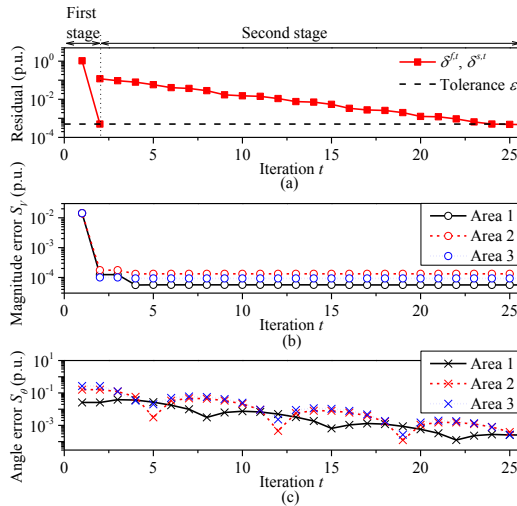 First stage
Second stage
Residual (p.u.)
10^0
10^-2
10^-4
δ^{f,t}, δ^{s,t}
Tolerance ε
5 10 15 20 25
Iteration t
(a)
Magnitude error S_V (p.u.)
10^-2
10^-3
10^-4
Area 1
Area 2
Area 3
5 10 15 20 25
Iteration t
(b)
Angle error S_θ (p.u.)
10^1
10^-1
10^-3
Area 1
Area 2
Area 3
5 10 15 20 25
Iteration t
(c)